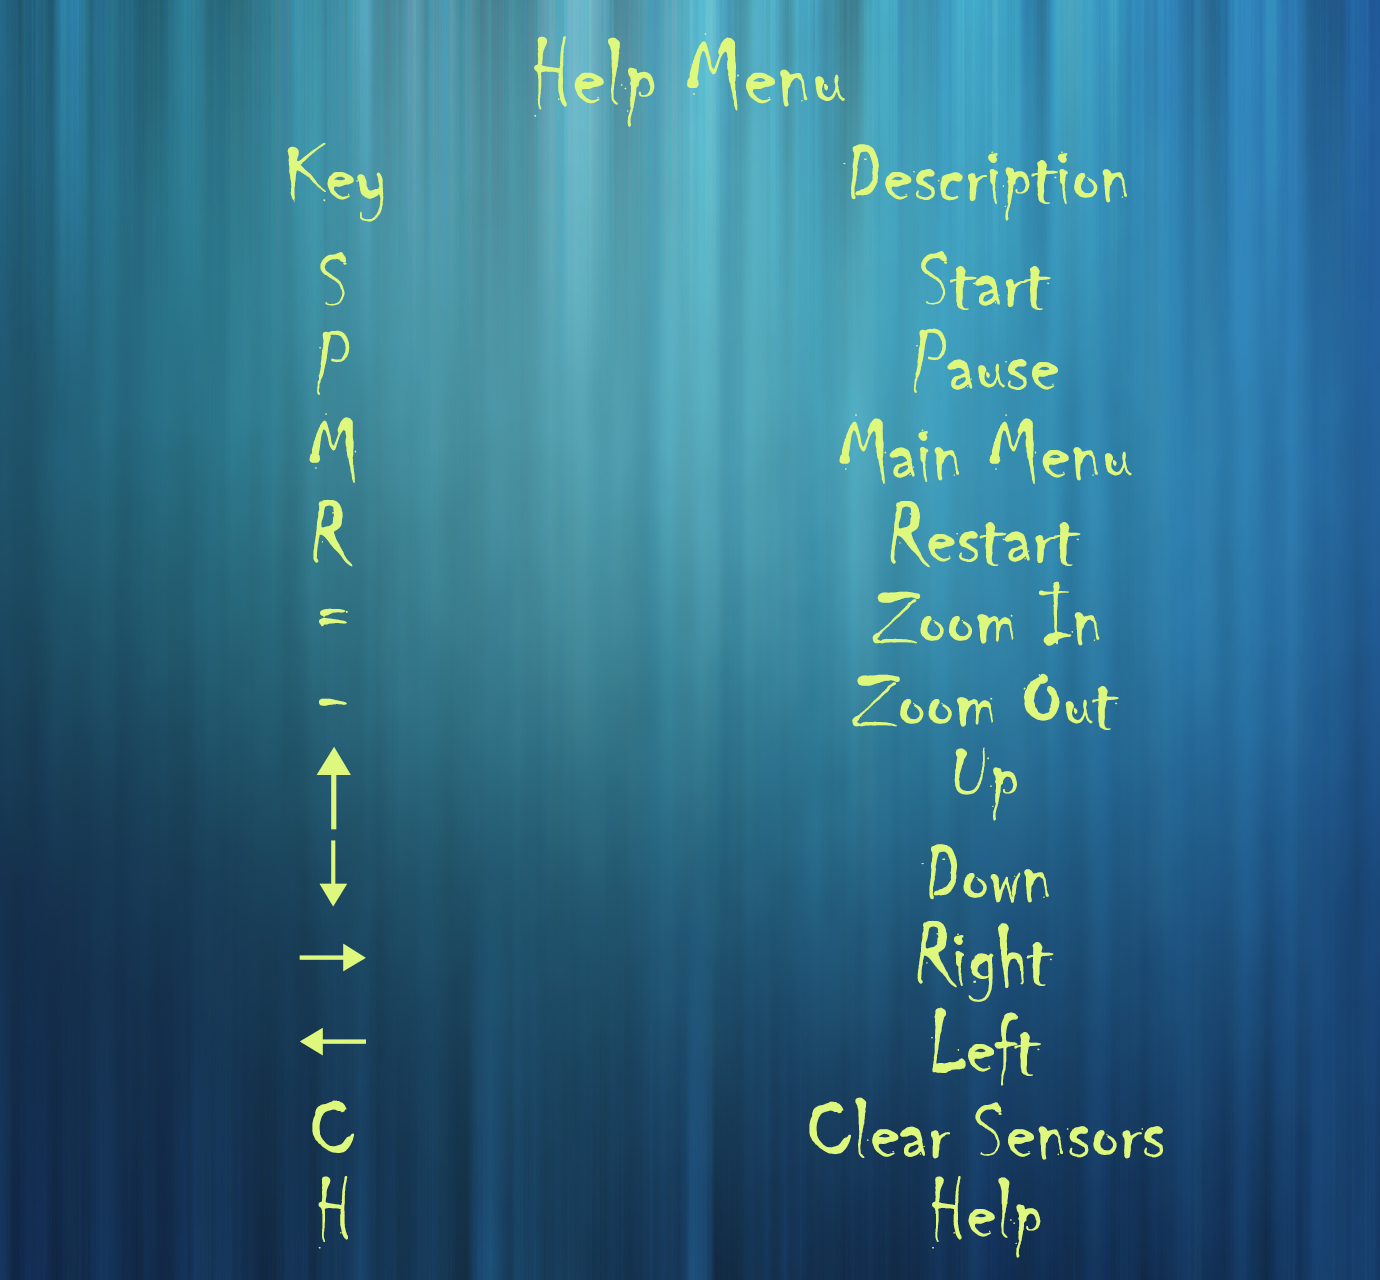 Help Menu
Key Description
S Start
P Pause
M Main Menu
R Restart
= Zoom In
- Zoom Out
↑ Up
↓ Down
→ Right
← Left
C Clear Sensors
H Help